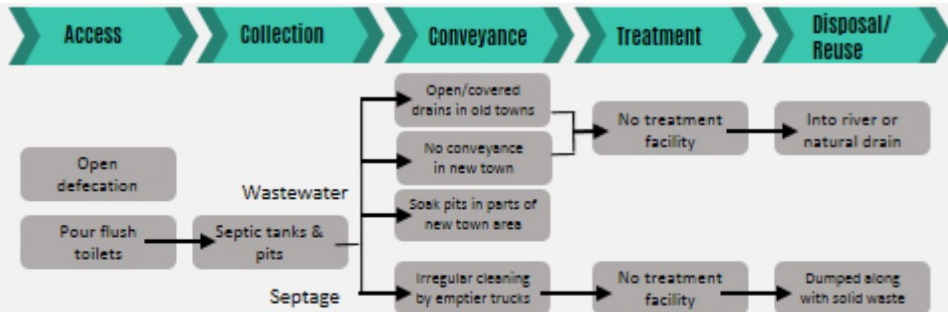 Access
Collection
Conveyance
Treatment
Disposal/
Reuse
Open/covered
drains in old towns
No treatment
facility
Into river or
natural drain
No conveyance
in new town
Open
defecation
Wastewater
Soak pits in parts of
new town area
Pour flush
toilets
Septic tanks &
pits
Septage
Irregular cleaning
by emptier trucks
No treatment
facility
Dumped along
with solid waste